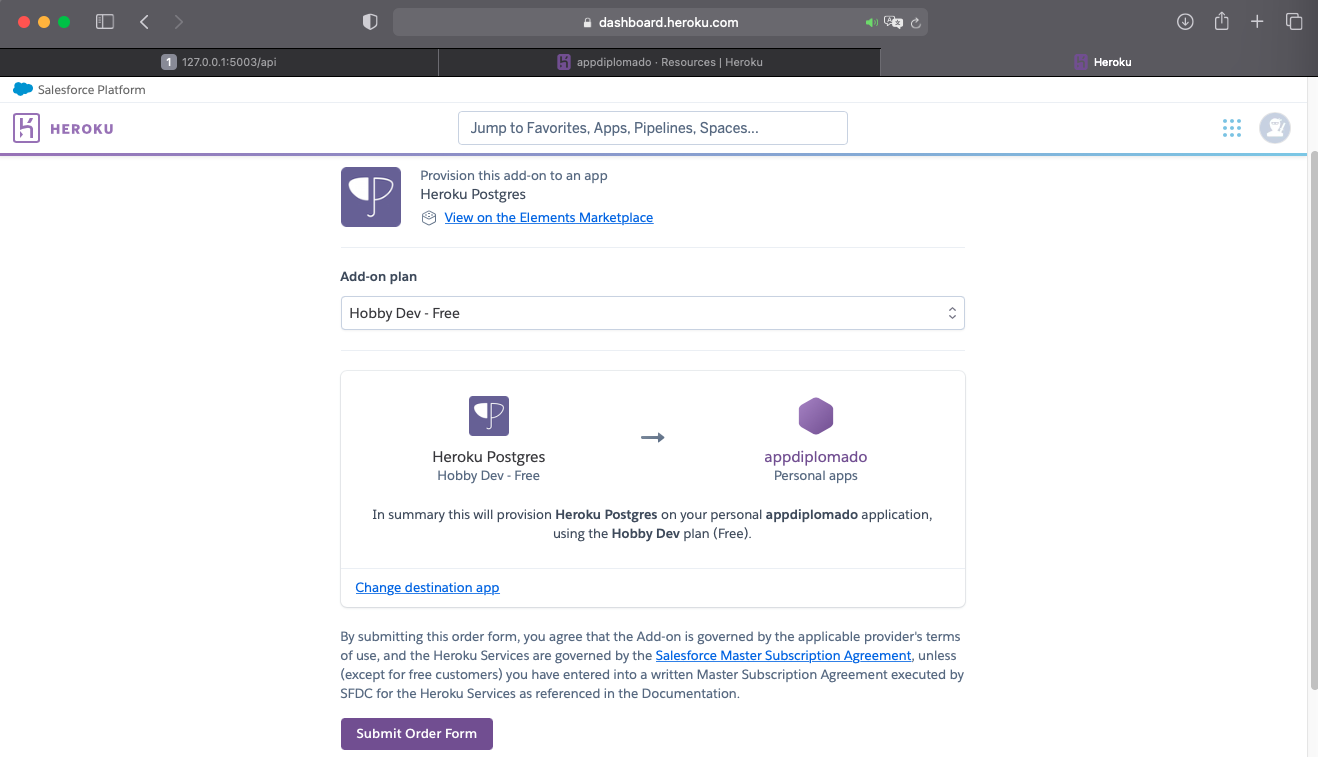 dashboard.heroku.com
1 127.0.0.1:5003/api
appdiplomado · Resources | Heroku
Heroku
Salesforce Platform
HEROKU
Jump to Favorites, Apps, Pipelines, Spaces...
Provision this add-on to an app
Heroku Postgres
View on the Elements Marketplace
Add-on plan
Hobby Dev - Free
Heroku Postgres
Hobby Dev - Free
appdiplomado
Personal apps
In summary this will provision Heroku Postgres on your personal appdiplomado application,
using the Hobby Dev plan (Free).
Change destination app
By submitting this order form, you agree that the Add-on is governed by the applicable provider's terms
of use, and the Heroku Services are governed by the Salesforce Master Subscription Agreement, unless
(except for free customers) you have entered into a written Master Subscription Agreement executed by
SFDC for the Heroku Services as referenced in the Documentation.
Submit Order Form